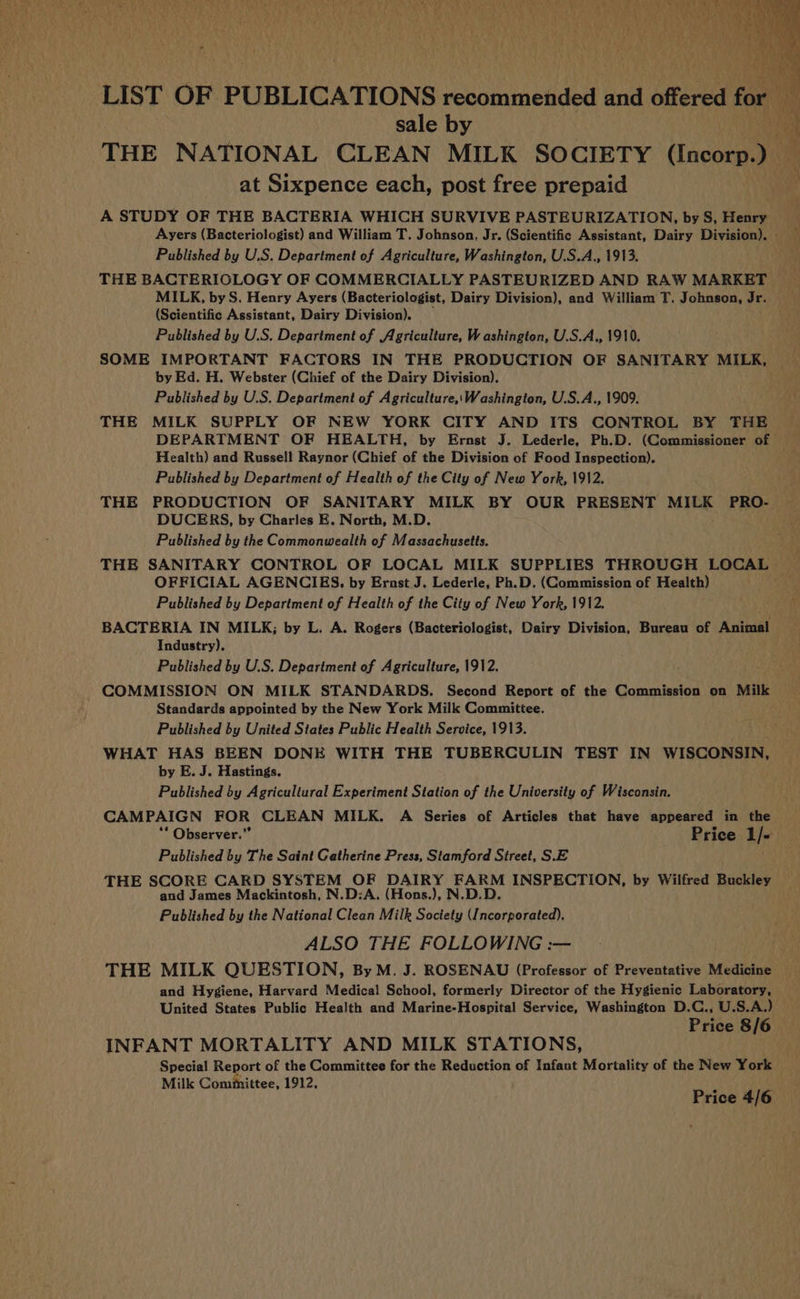 LIST OF PUBLICATIONS recommended and offered for
sale by
THE NATIONAL CLEAN MILK SOCIETY (Incorp.)
at Sixpence each, post free prepaid
A STUDY OF THE BACTERIA WHICH SURVIVE PASTEURIZATION, by S, Henry
Ayers (Bacteriologist) and William T. Johnson, Jr. (Scientific Assistant, Dairy Division).
Published by U.S. Department of Agriculture, Washington, U.S.A., 1913.
THE BACTERIOLOGY OF COMMERCIALLY PASTEURIZED AND RAW MARKET
MILK, by S. Henry Ayers (Bacteriologist, Dairy Division), and William T. Johnson, Jr.
(Scientific Assistant, Dairy Division).
Published by U.S. Department of Agriculture, Washington, U.S.A., 1910.
SOME IMPORTANT FACTORS IN THE PRODUCTION OF SANITARY MILK,
by Ed. H. Webster (Chief of the Dairy Division).
Published by U.S. Department of Agriculture, Washington, U.S.A., 1909.
THE MILK SUPPLY OF NEW YORK CITY AND ITS CONTROL BY THE
DEPARTMENT OF HEALTH, by Ernst J. Lederle, Ph.D. (Commissioner of
Health) and Russell Raynor (Chief of the Division of Food Inspection).
Published by Department of Health of the City of New York, 1912.
THE PRODUCTION OF SANITARY MILK BY OUR PRESENT MILK PRO-
DUCERS, by Charles E. North, M.D.
Published by the Commonwealth of Massachusetts.
THE SANITARY CONTROL OF LOCAL MILK SUPPLIES THROUGH LOCAL
OFFICIAL AGENCIES, by Ernst J. Lederle, Ph.D. (Commission of Health)
Published by Department of Health of the City of New York, 1912.
BACTERIA IN MILK; by L. A. Rogers (Bacteriologist, Dairy Division, Bureau of Animal
Industry).
Published by U.S. Department of Agriculture, 1912.
COMMISSION ON MILK STANDARDS. Second Report of the Commission on Milk
Standards appointed by the New York Milk Committee.
Published by United States Public Health Service, 1913.
WHAT HAS BEEN DONE WITH THE TUBERCULIN TEST IN WISCONSIN,
by E. J. Hastings.
Published by Agricultural Experiment Station of the University of Wisconsin.
CAMPAIGN FOR CLEAN MILK. A Series of Articles that have appeared in the
"Observer." Price 1/-
Published by The Saint Catherine Press, Stamford Street, S.E
THE SCORE CARD SYSTEM OF DAIRY FARM INSPECTION, by Wilfred Buckley
and James Mackintosh, N.D:A. (Hons.), N.D.D.
Published by the National Clean Milk Society (Incorporated).
ALSO THE FOLLOWING :—
THE MILK QUESTION, By M. J. ROSENAU (Professor of Preventative Medicine
and Hygiene, Harvard Medical School, formerly Director of the Hygienic Laboratory,
United States Public Health and Marine-Hospital Service, Washington D.C., U.S.A.)
Price 8/6
INFANT MORTALITY AND MILK STATIONS,
Special Report of the Committee for the Reduction of Infant Mortality of the New York
Milk Committee, 1912.
Price 4/6